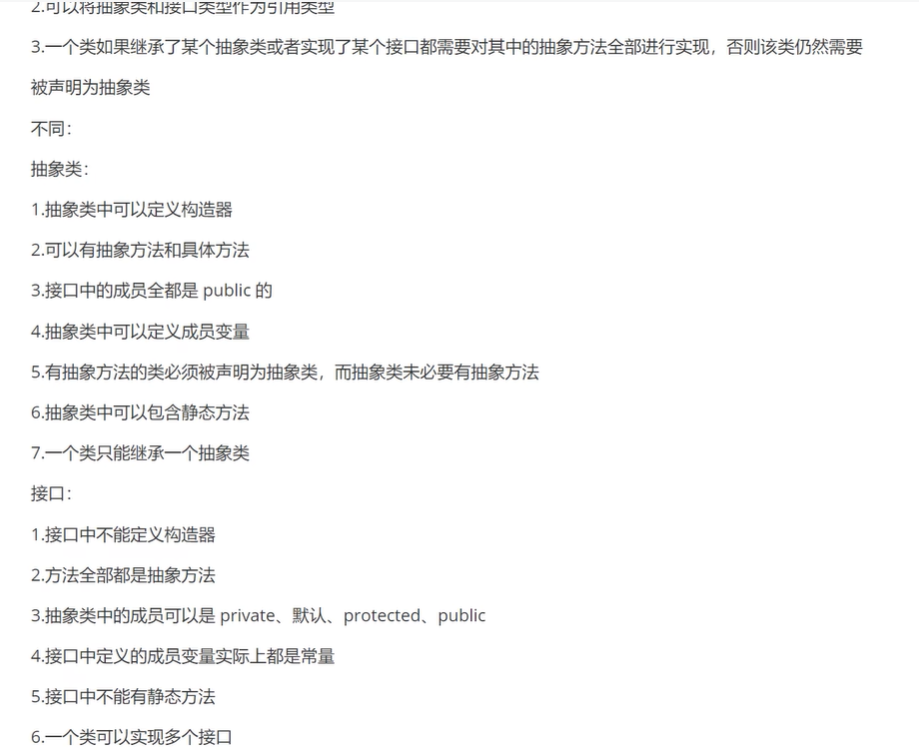 2.可以将抽象类和接口类型作为引用类型
3.一个类如果继承了某个抽象类或者实现了某个接口都需要对其中的抽象方法全部进行实现，否则该类仍然需要
被声明为抽象类
不同：
抽象类：
1.抽象类中可以定义构造器
2.可以有抽象方法和具体方法
3.接口中的成员全都是 public 的
4.抽象类中可以定义成员变量
5.有抽象方法的类必须被声明为抽象类，而抽象类未必要有抽象方法
6.抽象类中可以包含静态方法
7.一个类只能继承一个抽象类
接口：
1.接口中不能定义构造器
2.方法全部都是抽象方法
3.抽象类中的成员可以是 private、默认、protected、public
4.接口中定义的成员变量实际上都是常量
5.接口中不能有静态方法
6.一个类可以实现多个接口